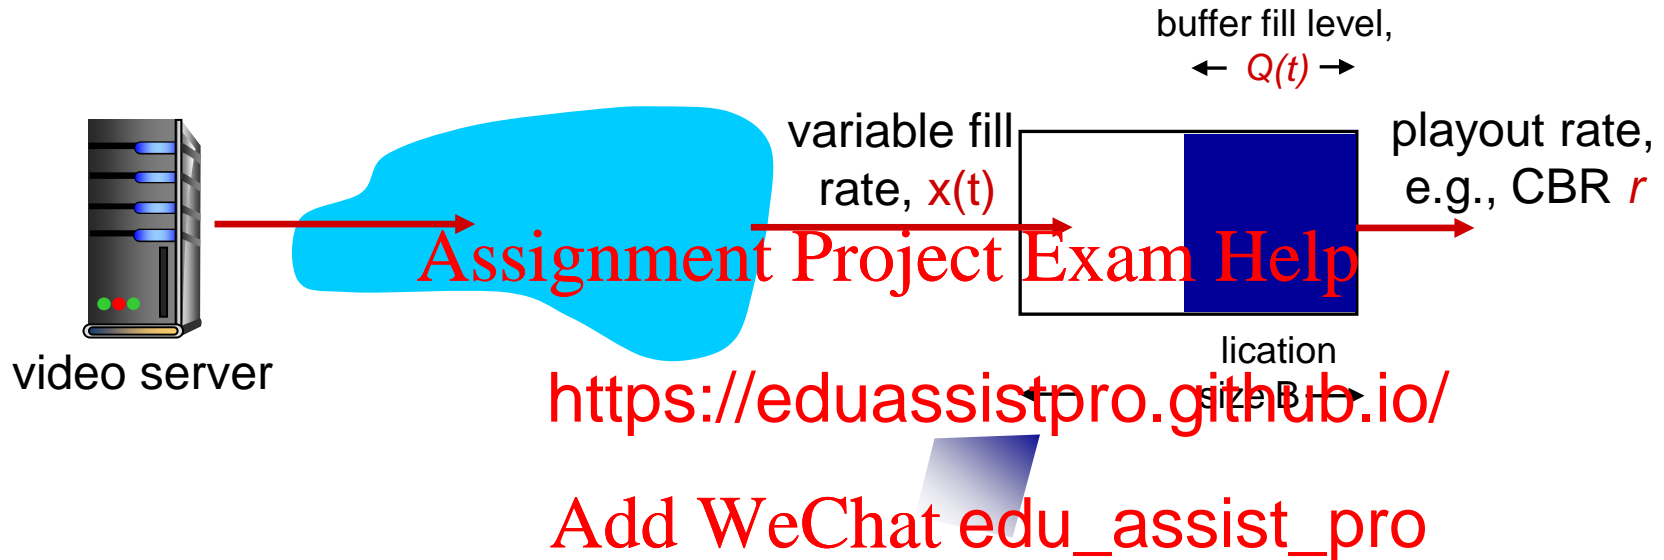 buffer fill level,
Q(t)
variable fill
rate, x(t)
playout rate,
e.g., CBR r
Assignment Project Exam Help
video server
lication
size B
https://eduassistpro.github.io/
Add WeChat edu_assist_pro